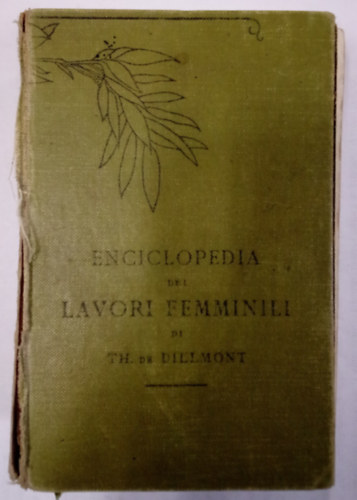 ENCICLOPEDIA
DEI
LAVORI FEMMINILI
DI
TH. DE DILLMONT